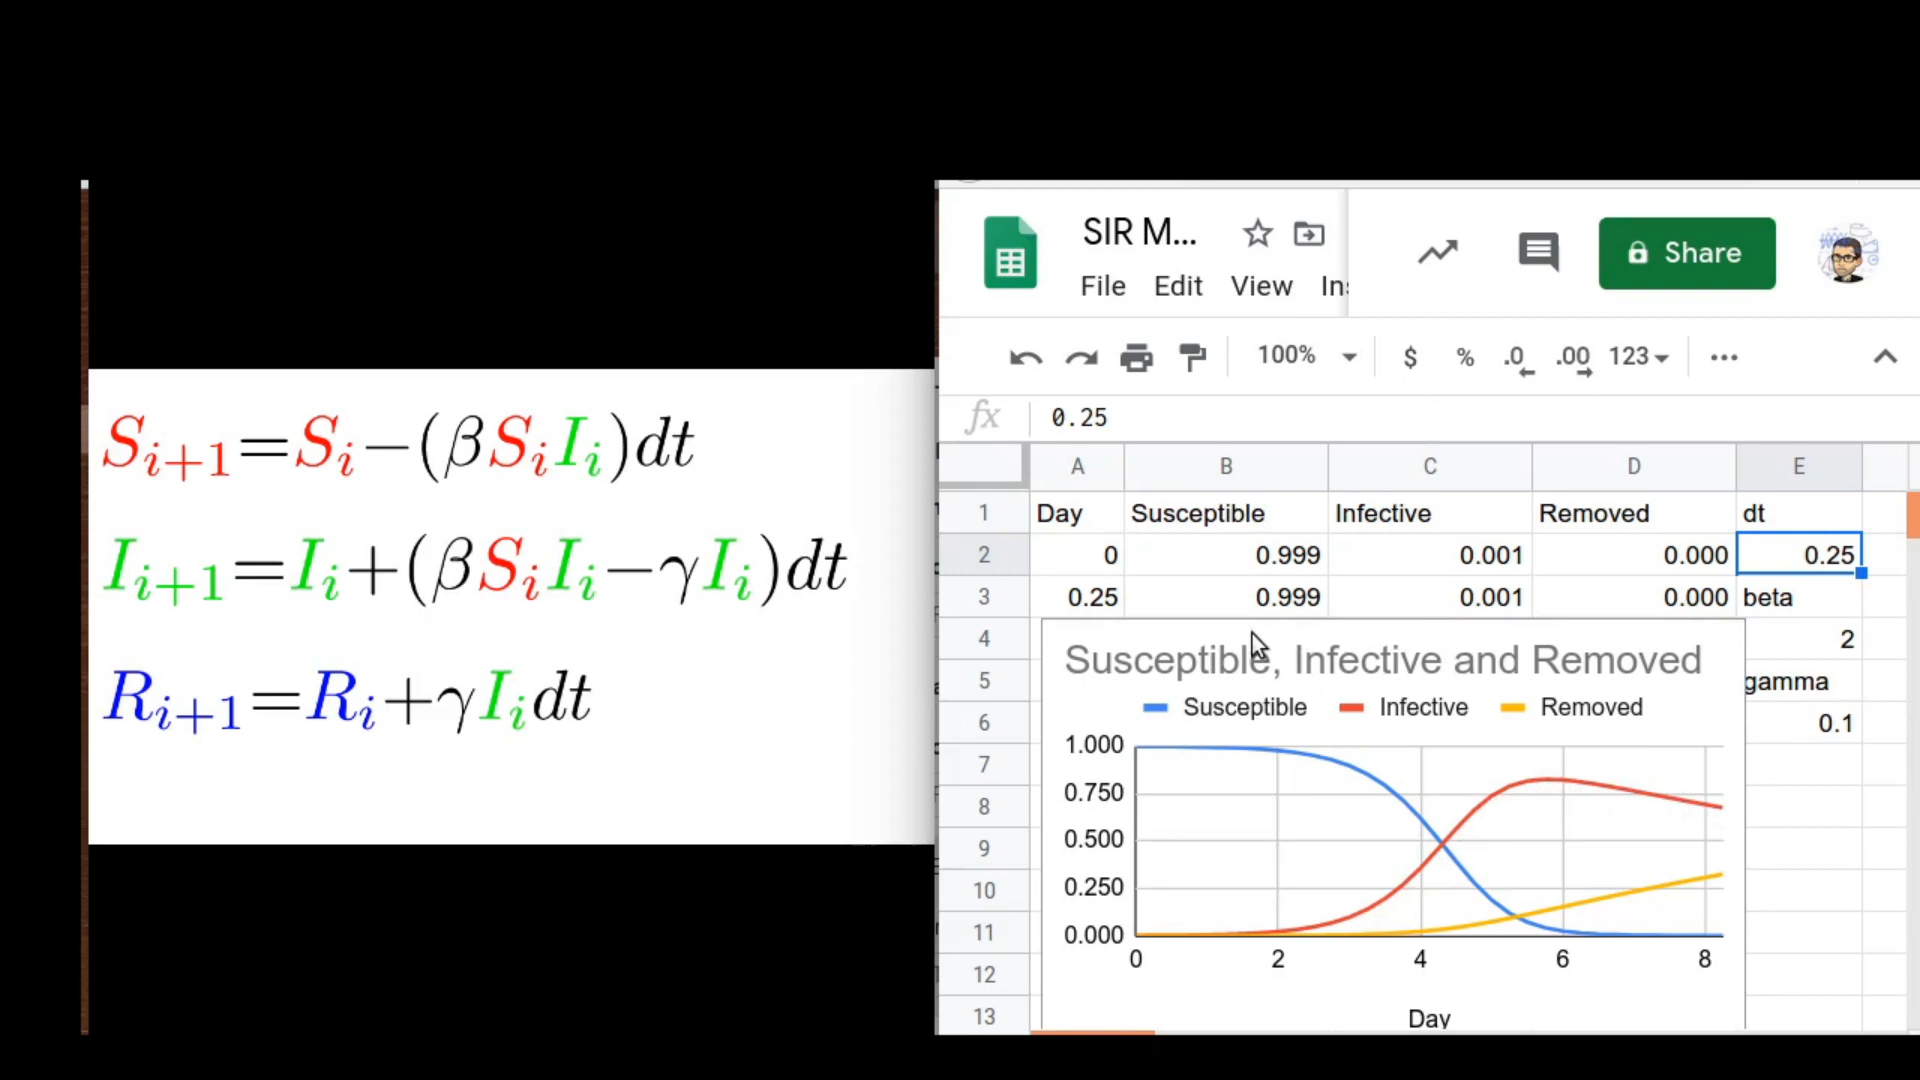 S_{i+1}=S_i-(βS_iI_i)dt
I_{i+1}=I_i+(βS_iI_i-γI_i)dt
R_{i+1}=R_i+γI_idt
SIR M...
File Edit View In
Share
100% $ % .0 .00 123 ...
fx 0.25
A B C D E
1 Day Susceptible Infective Removed dt
2 0 0.999 0.001 0.000 0.25
3 0.25 0.999 0.001 0.000 beta
4 2
5 gamma
6 0.1
7
8
9
10
11
12
13
Susceptible, Infective and Removed
Susceptible Infective Removed
1.000
0.750
0.500
0.250
0.000
0 2 4 6 8
Day